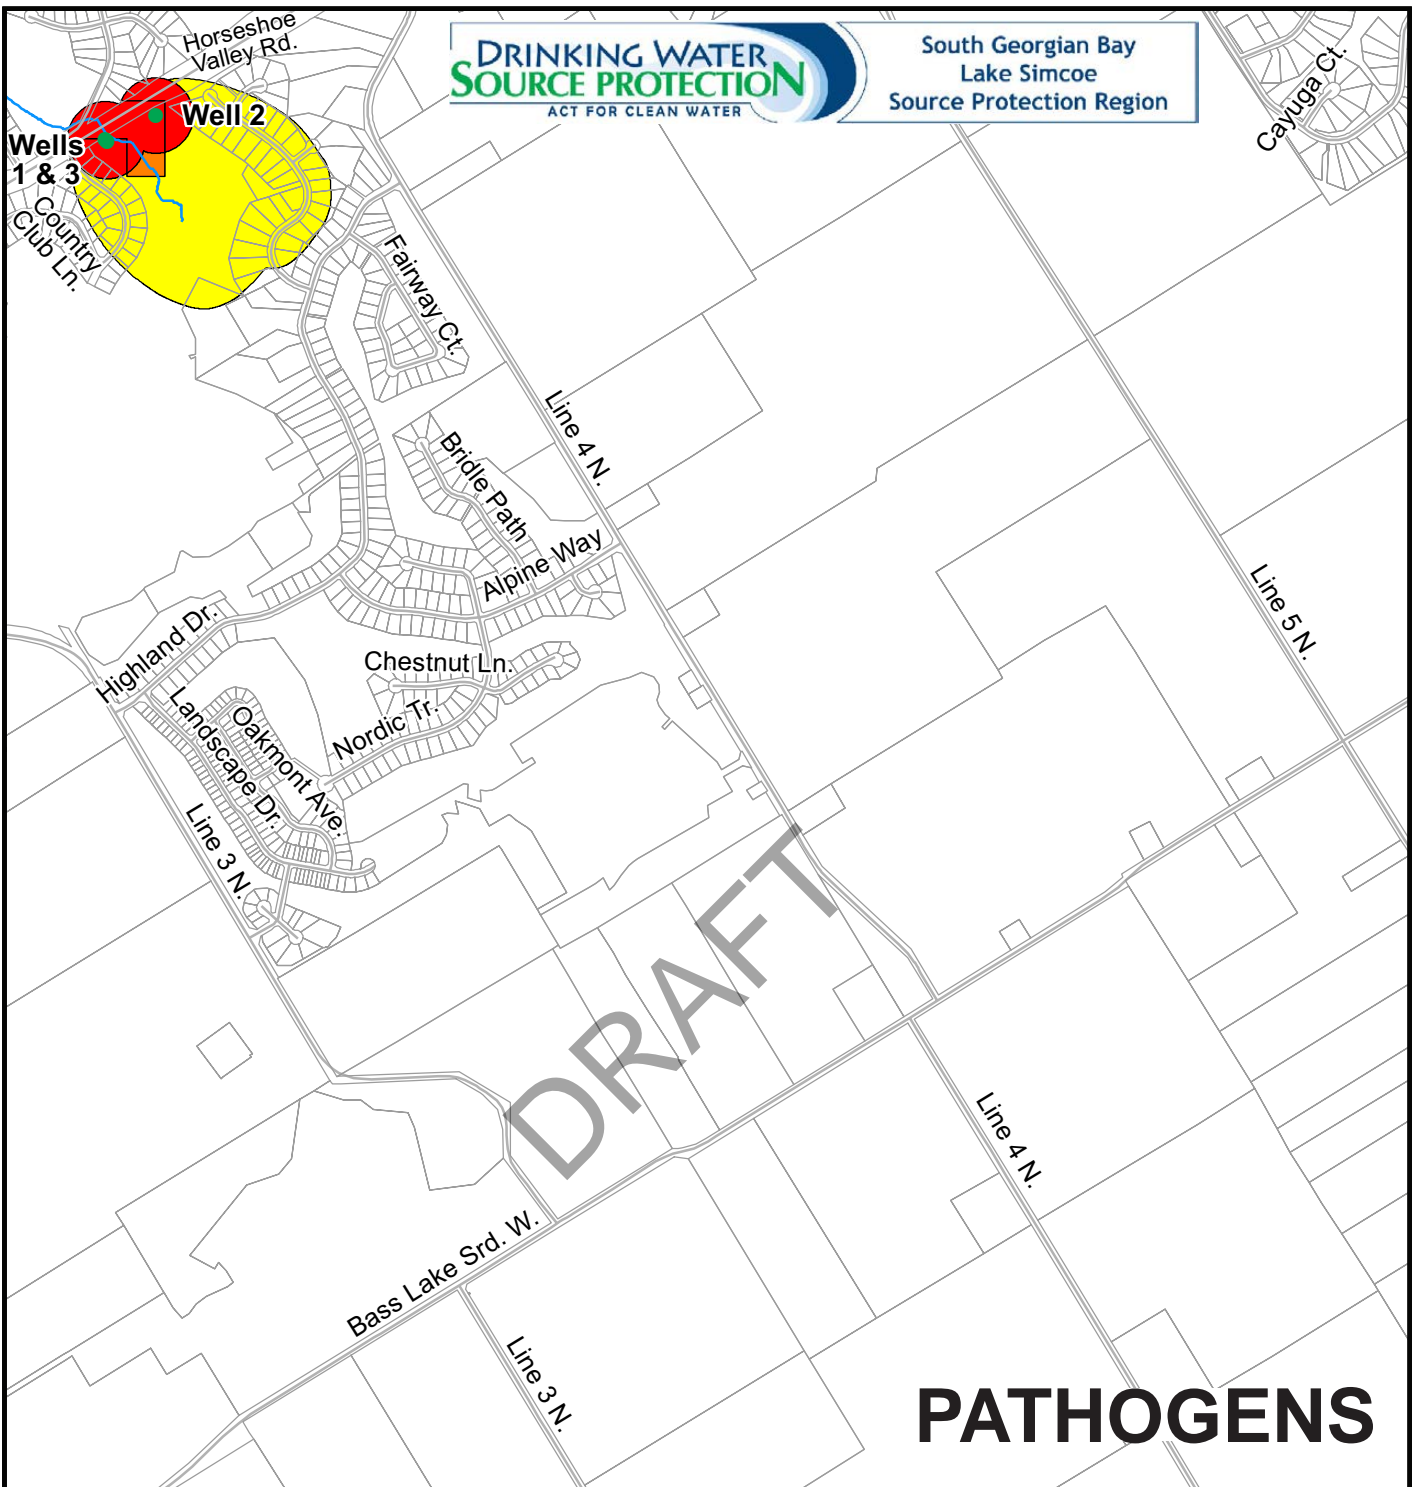 Horseshoe
Valley Rd.
DRINKING WATER
SOURCE PROTECTION
ACT FOR CLEAN WATER
South Georgian Bay
Lake Simcoe
Source Protection Region
Cayuga Ct.
Well 2
Wells
1 & 3
Country
Club Ln.
Fairway Ct.
Line 4 N.
Bridle Path
Alpine Way
Line 5 N.
Highland Dr.
Chestnut Ln.
Landscape Dr.
Oakmont Ave.
Nordic Tr.
Line 3 N.
DRAFT
Line 4 N.
Bass Lake Srd. W.
Line 3 N.
PATHOGENS